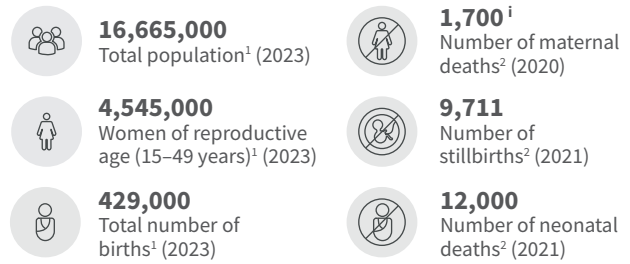 16,665,000
Total population¹ (2023)
4,545,000
Women of reproductive
age (15–49 years)¹ (2023)
429,000
Total number of
births¹ (2023)
1,700 ⁱ
Number of maternal
deaths² (2020)
9,711
Number of
stillbirths² (2021)
12,000
Number of neonatal
deaths² (2021)